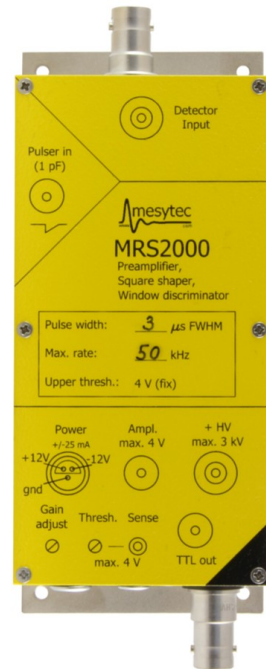 Detector
Input
Pulser in
(1 pF)
mesytec
.com
MRS2000
Preamplifier,
Square shaper,
Window discriminator
Pulse width: 3 µs FWHM
Max. rate: 50 kHz
Upper thresh.: 4 V (fix)
Power
+/-25 mA
+12V -12V
gnd
Ampl.
max. 4 V
+ HV
max. 3 kV
Gain
adjust
Thresh. Sense
max. 4 V
TTL out